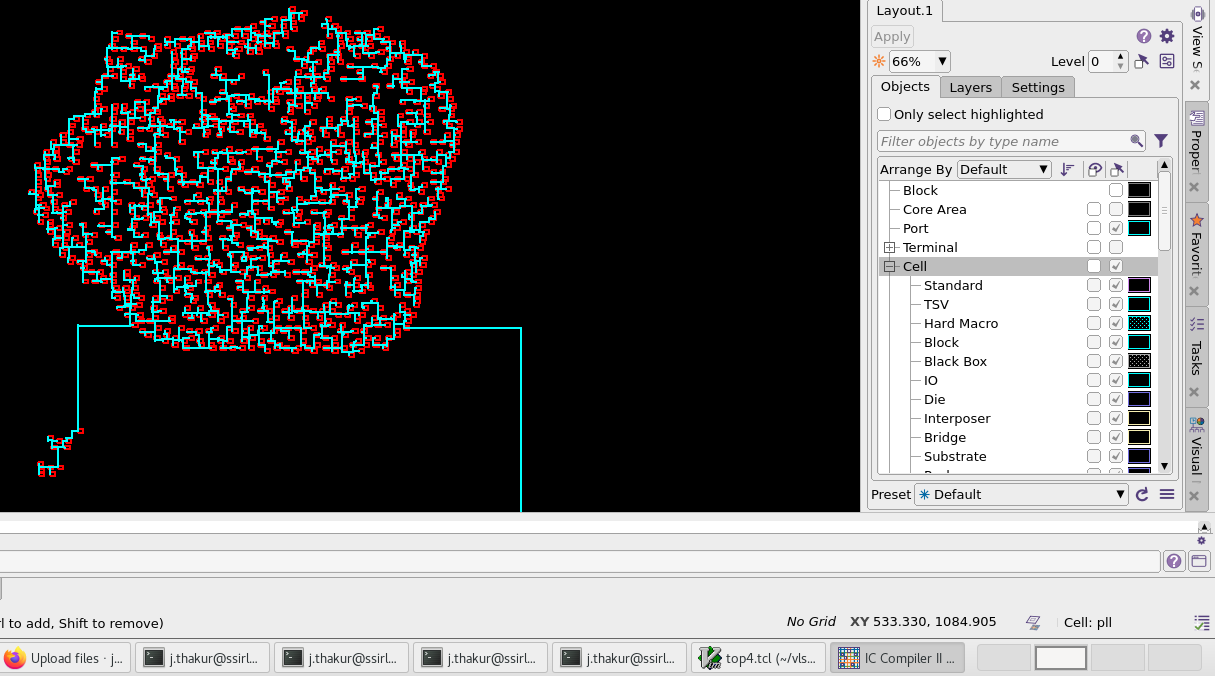 Layout.1
View S
Apply
66%
Level 0
Objects
Layers
Settings
Only select highlighted
Filter objects by type name
Arrange By Default
Block
Core Area
Port
Terminal
Cell
Standard
TSV
Hard Macro
Block
Black Box
IO
Die
Interposer
Bridge
Substrate
Proper
Favorit
Tasks
Visual
Preset Default
l to add, Shift to remove)
No Grid XY 533.330, 1084.905 Cell: pll
Upload files · j...
j.thakur@ssirl...
j.thakur@ssirl...
j.thakur@ssirl...
j.thakur@ssirl...
top4.tcl (~/vls...
IC Compiler II ...